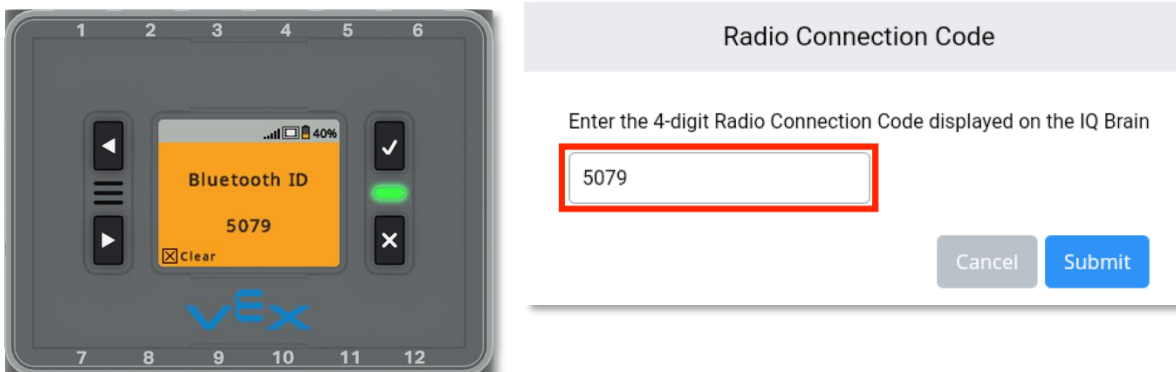 1 2 3 4 5 6
40%
Bluetooth ID
5079
Clear
vex
7 8 9 10 11 12
Radio Connection Code
Enter the 4-digit Radio Connection Code displayed on the IQ Brain
5079
Cancel Submit